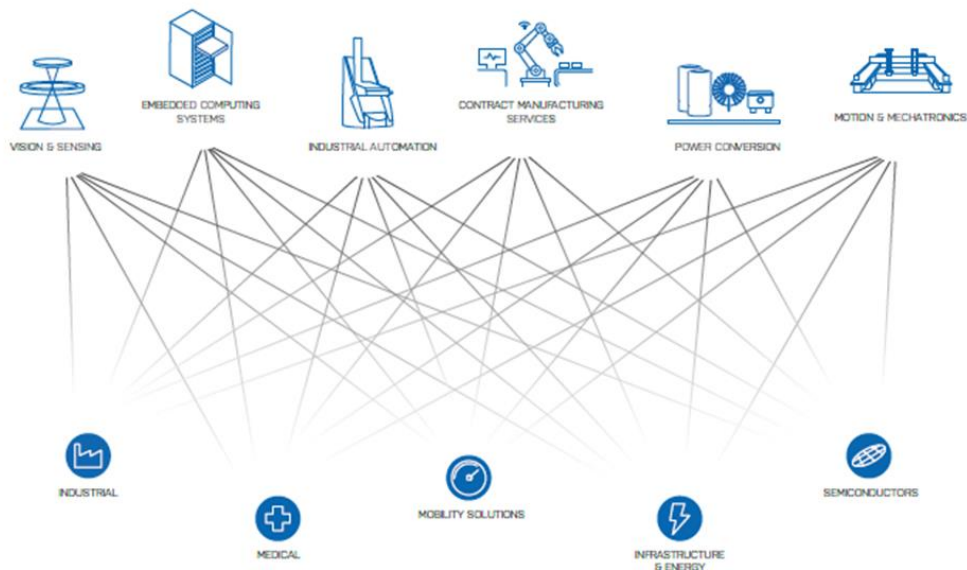 EMBEDDED COMPUTING
SYSTEMS
CONTRACT MANUFACTURING
SERVICES
MOTION & MECHATRONICS
VISION & SENSING
INDUSTRIAL AUTOMATION
POWER CONVERSION
INDUSTRIAL
SEMICONDUCTORS
MOBILITY SOLUTIONS
MEDICAL
INFRASTRUCTURE
& ENERGY